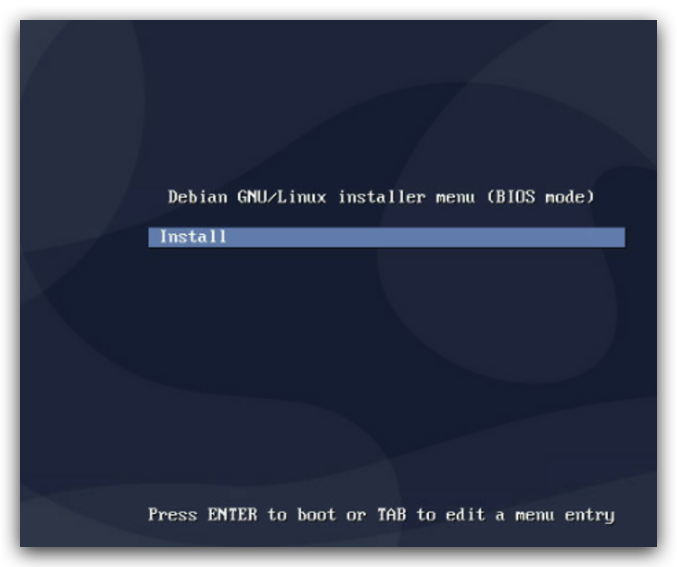 Debian GNU/Linux installer menu (BIOS mode)
Install
Press ENTER to boot or TAB to edit a menu entry